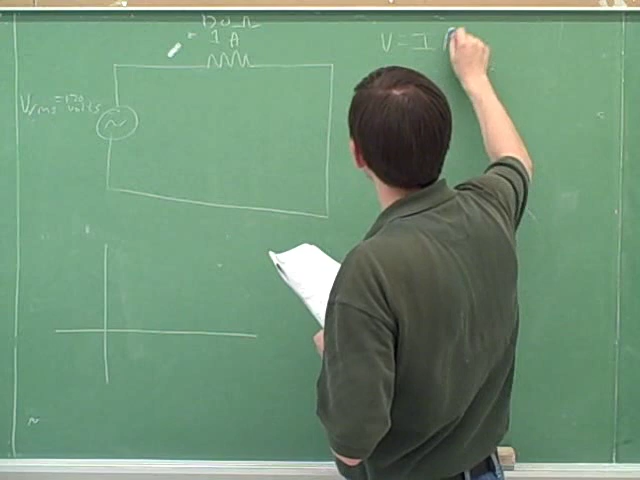 120 Ω
1 A
V = I R
Vrms = 120 volts
~
~